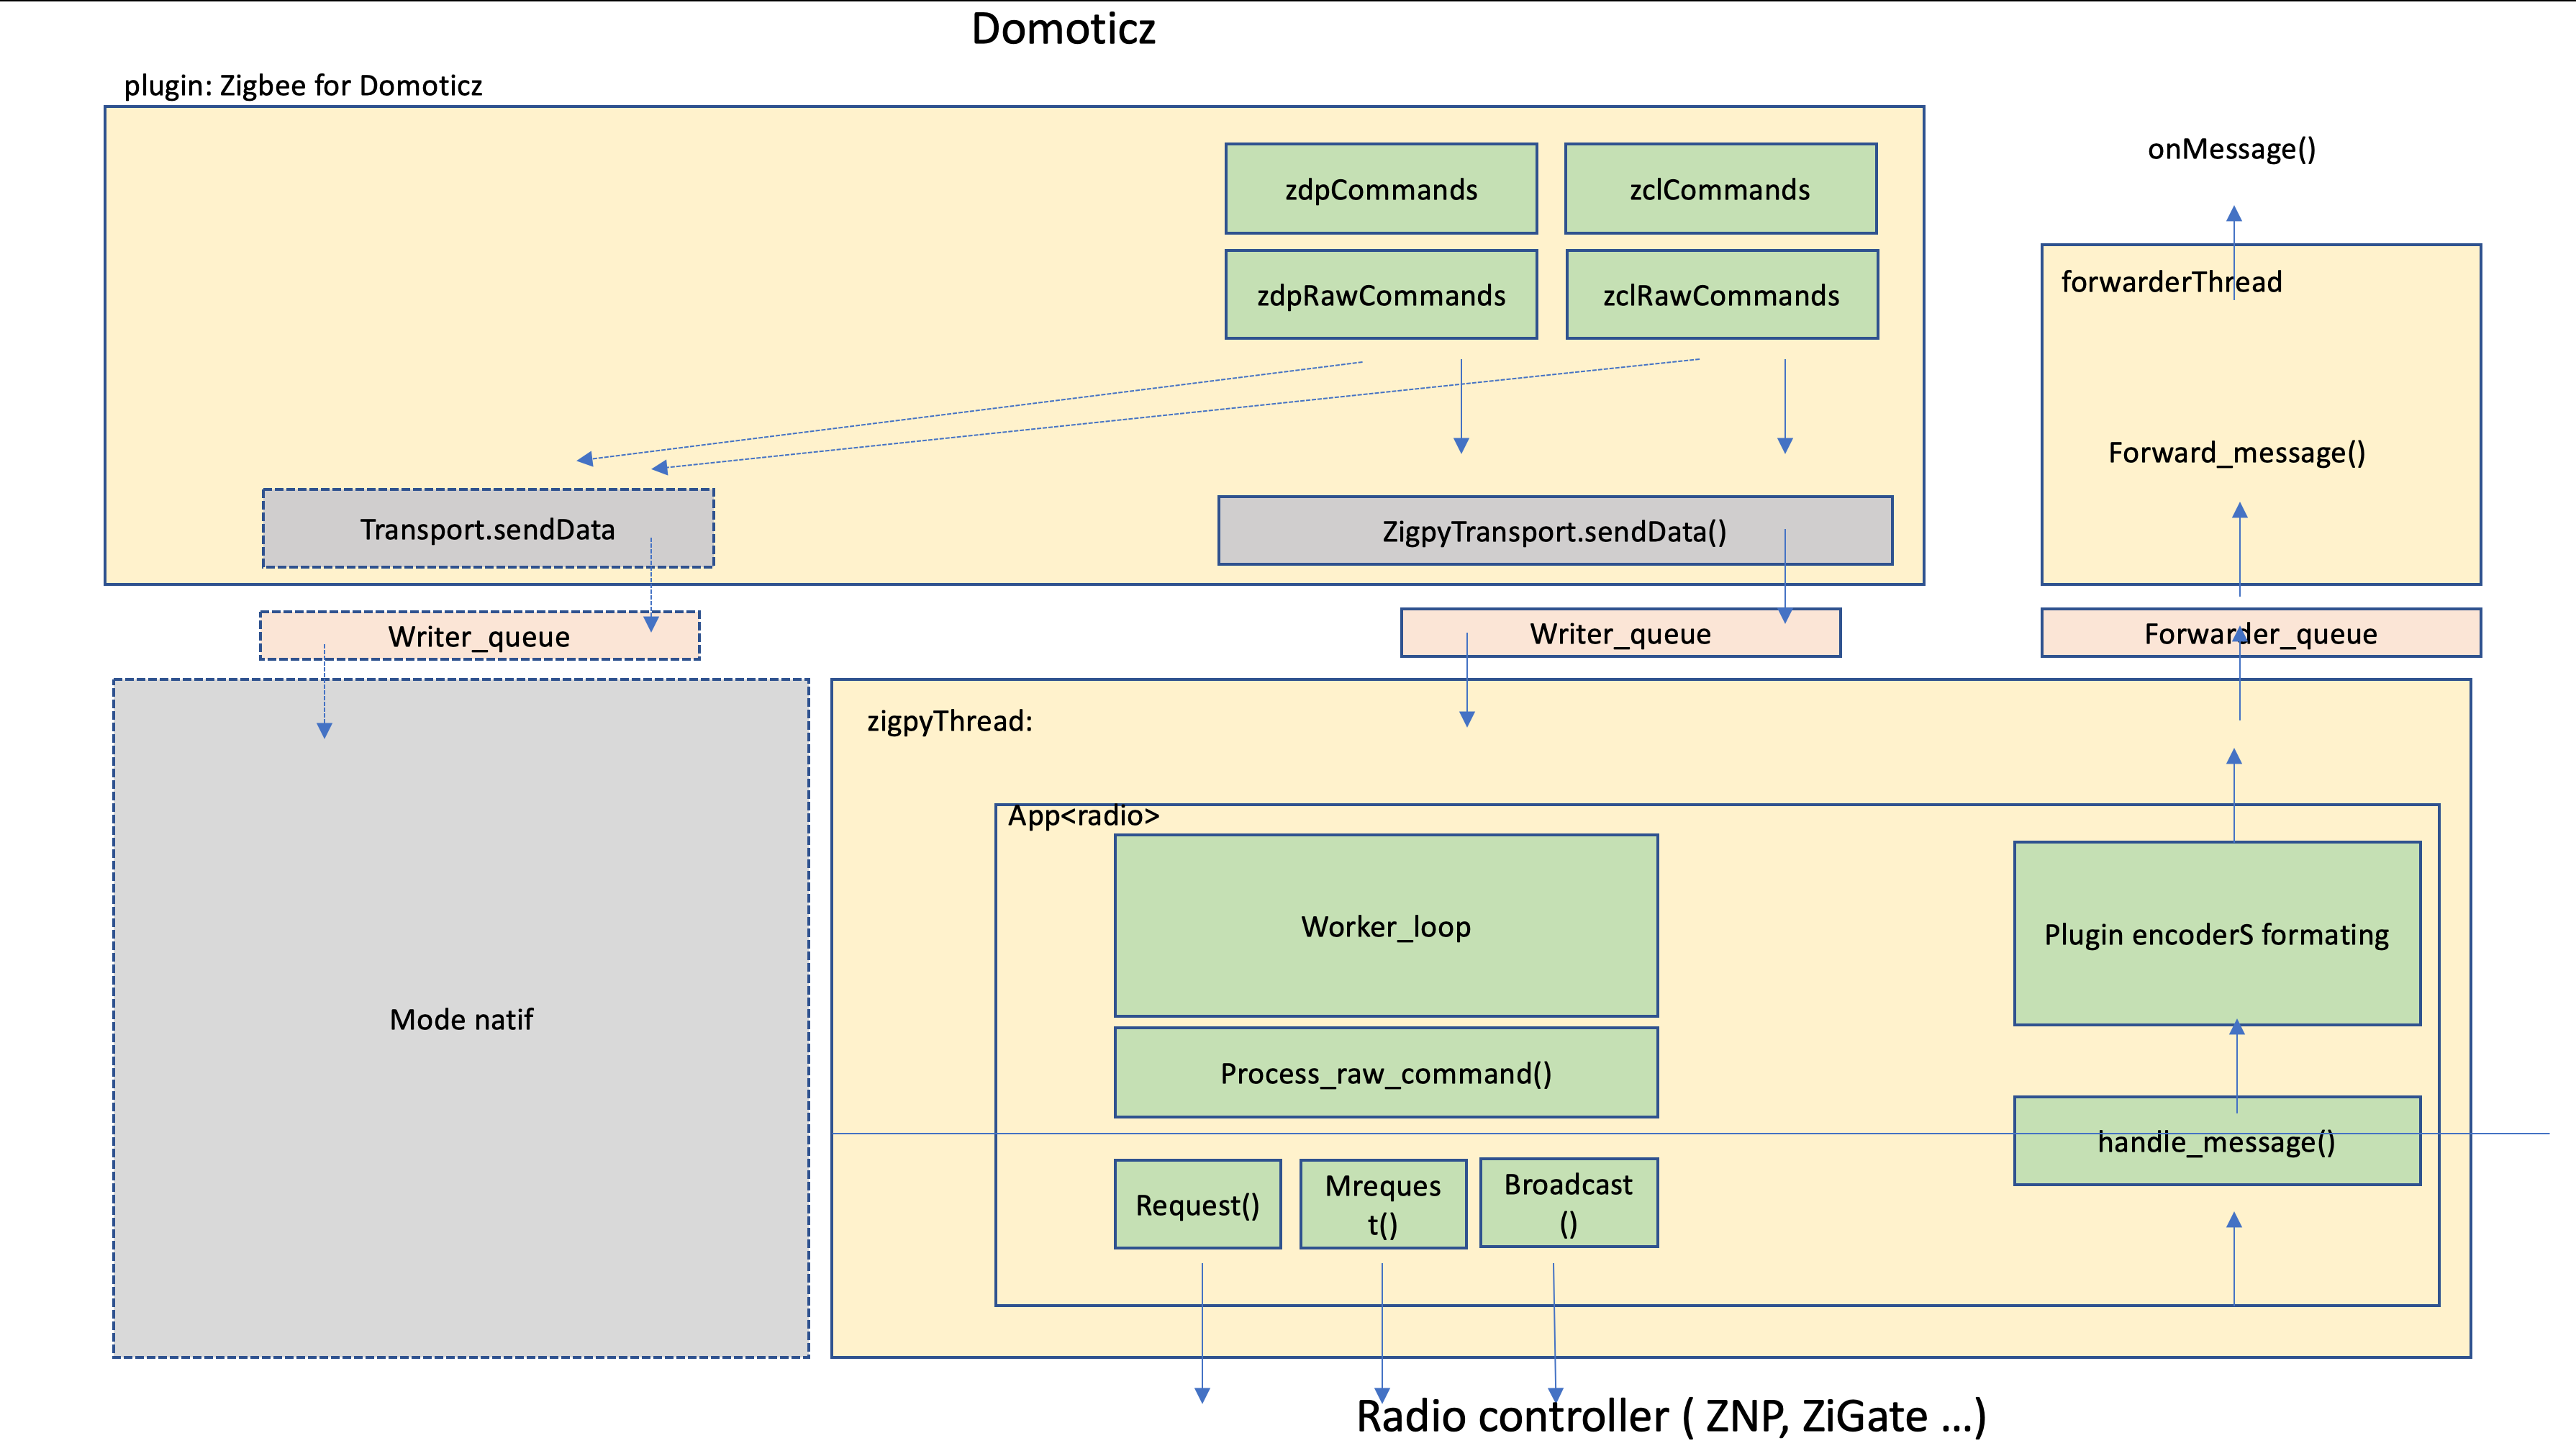 Domoticz
plugin: Zigbee for Domoticz
zdpCommands
zclCommands
onMessage()
zdpRawCommands
zclRawCommands
forwarderThread
Forward_message()
Transport.sendData
ZigpyTransport.sendData()
Writer_queue
Writer_queue
Forwarder_queue
zigpyThread:
App<radio>
Worker_loop
Plugin encoderS formating
Mode natif
Process_raw_command()
handle_message()
Request()
Mreques
t()
Broadcast
()
Radio controller ( ZNP, ZiGate ...)